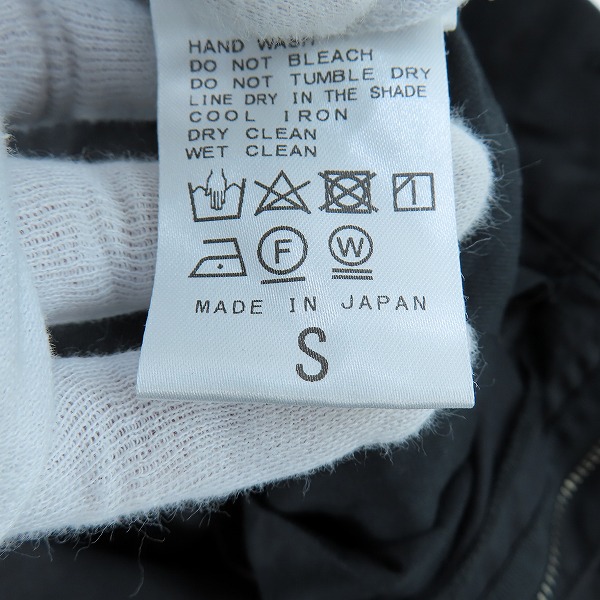 HAND WASH
DO NOT BLEACH
DO NOT TUMBLE DRY
LINE DRY IN THE SHADE
COOL IRON
DRY CLEAN
WET CLEAN
F W
MADE IN JAPAN
S